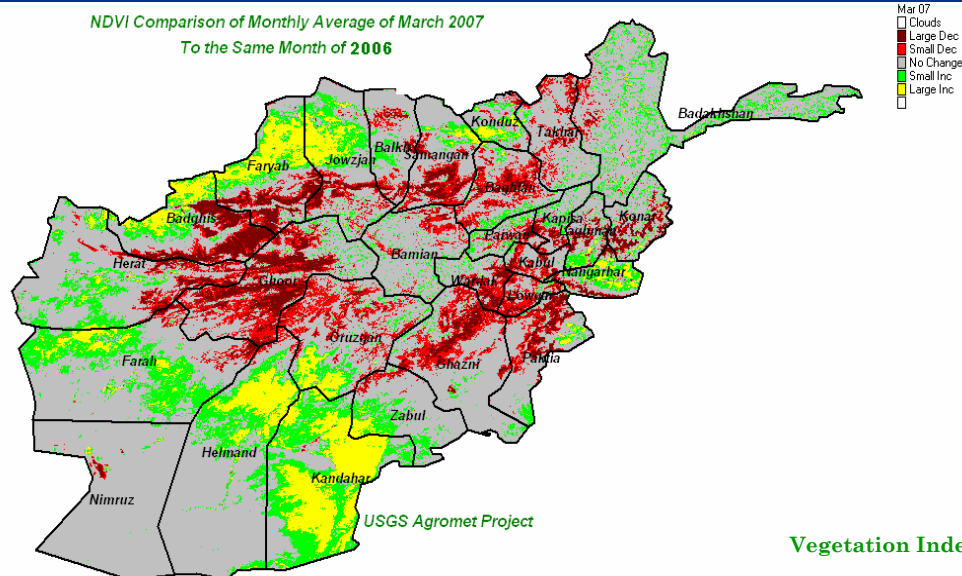 NDVI Comparison of Monthly Average of March 2007
To the Same Month of 2006
Mar 07
Clouds
Large Dec
Small Dec
No Change
Small Inc
Large Inc
Badakhshan
Konduz
Takhar
Balkh
Samangan
Jowzjan
Faryab
Baghlan
Badghis
Kapisa
Konar
Laghman
Parwan
Bamian
Kabul
Herat
Nangarhar
Ghoor
Wardak
Lowgar
Oruzgan
Paktia
Farah
Ghazni
Zabul
Helmand
Kandahar
Nimruz
USGS Agromet Project
Vegetation Inde